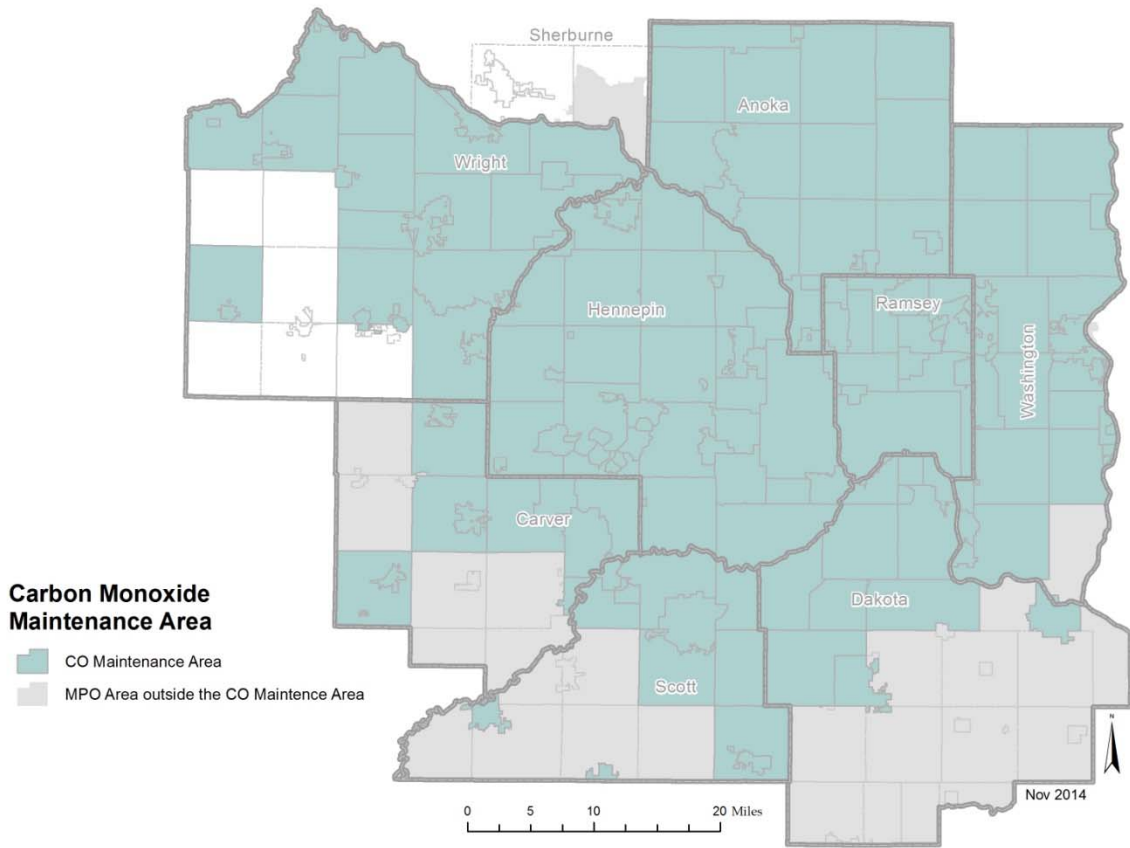 Sherburne
Anoka
Wright
Hennepin
Ramsey
Washington
Carver
Dakota
Scott
Carbon Monoxide
Maintenance Area
CO Maintenance Area
MPO Area outside the CO Maintence Area
0 5 10 20 Miles
N
Nov 2014